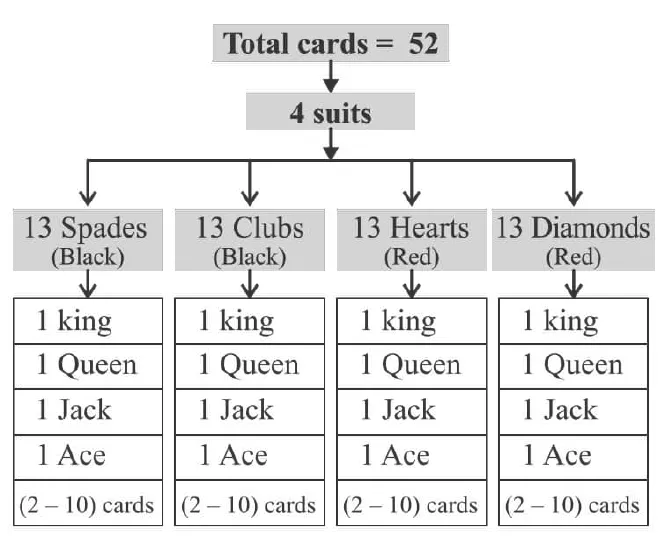 Total cards = 52
4 suits
13 Spades
(Black)
1 king
1 Queen
1 Jack
1 Ace
(2 – 10) cards
13 Clubs
(Black)
1 king
1 Queen
1 Jack
1 Ace
(2 – 10) cards
13 Hearts
(Red)
1 king
1 Queen
1 Jack
1 Ace
(2 – 10) cards
13 Diamonds
(Red)
1 king
1 Queen
1 Jack
1 Ace
(2 – 10) cards